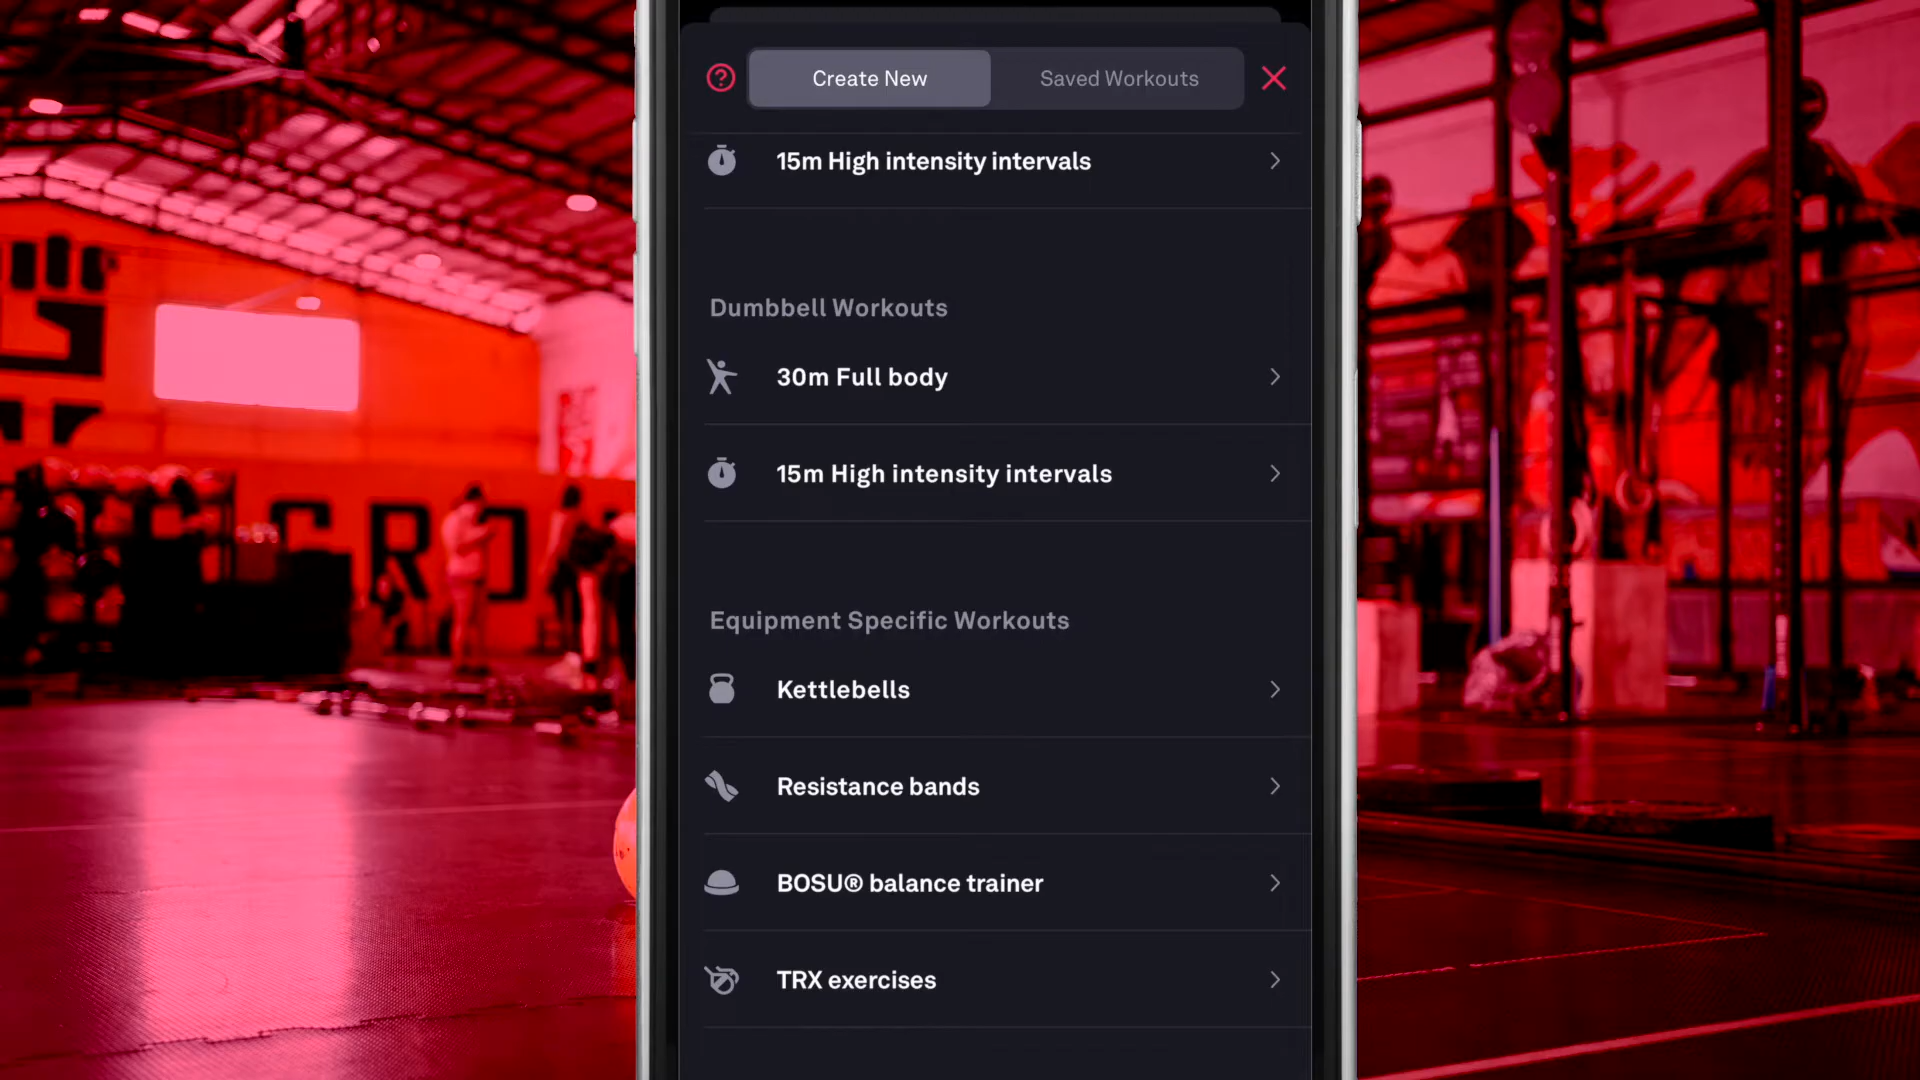 Create New
Saved Workouts
15m High intensity intervals
Dumbbell Workouts
30m Full body
15m High intensity intervals
Equipment Specific Workouts
Kettlebells
Resistance bands
BOSU® balance trainer
TRX exercises